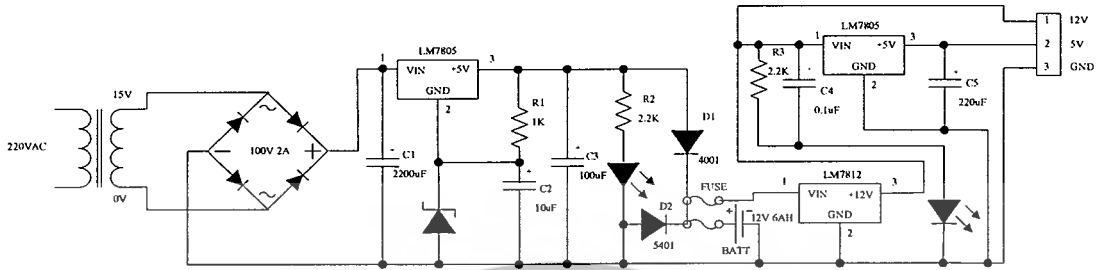 220VAC
15V
0V
100V 2A
C1
2200uF
LM7805
1
VIN
+5V
3
GND
2
R1
1K
C2
10uF
C3
100uF
R2
2.2K
D1
4001
D2
5401
FUSE
12V 6AH
BATT
LM7812
1
VIN
+12V
3
GND
2
R3
2.2K
C4
0.1uF
LM7805
1
VIN
+5V
3
GND
2
C5
220uF
1
12V
2
5V
3
GND